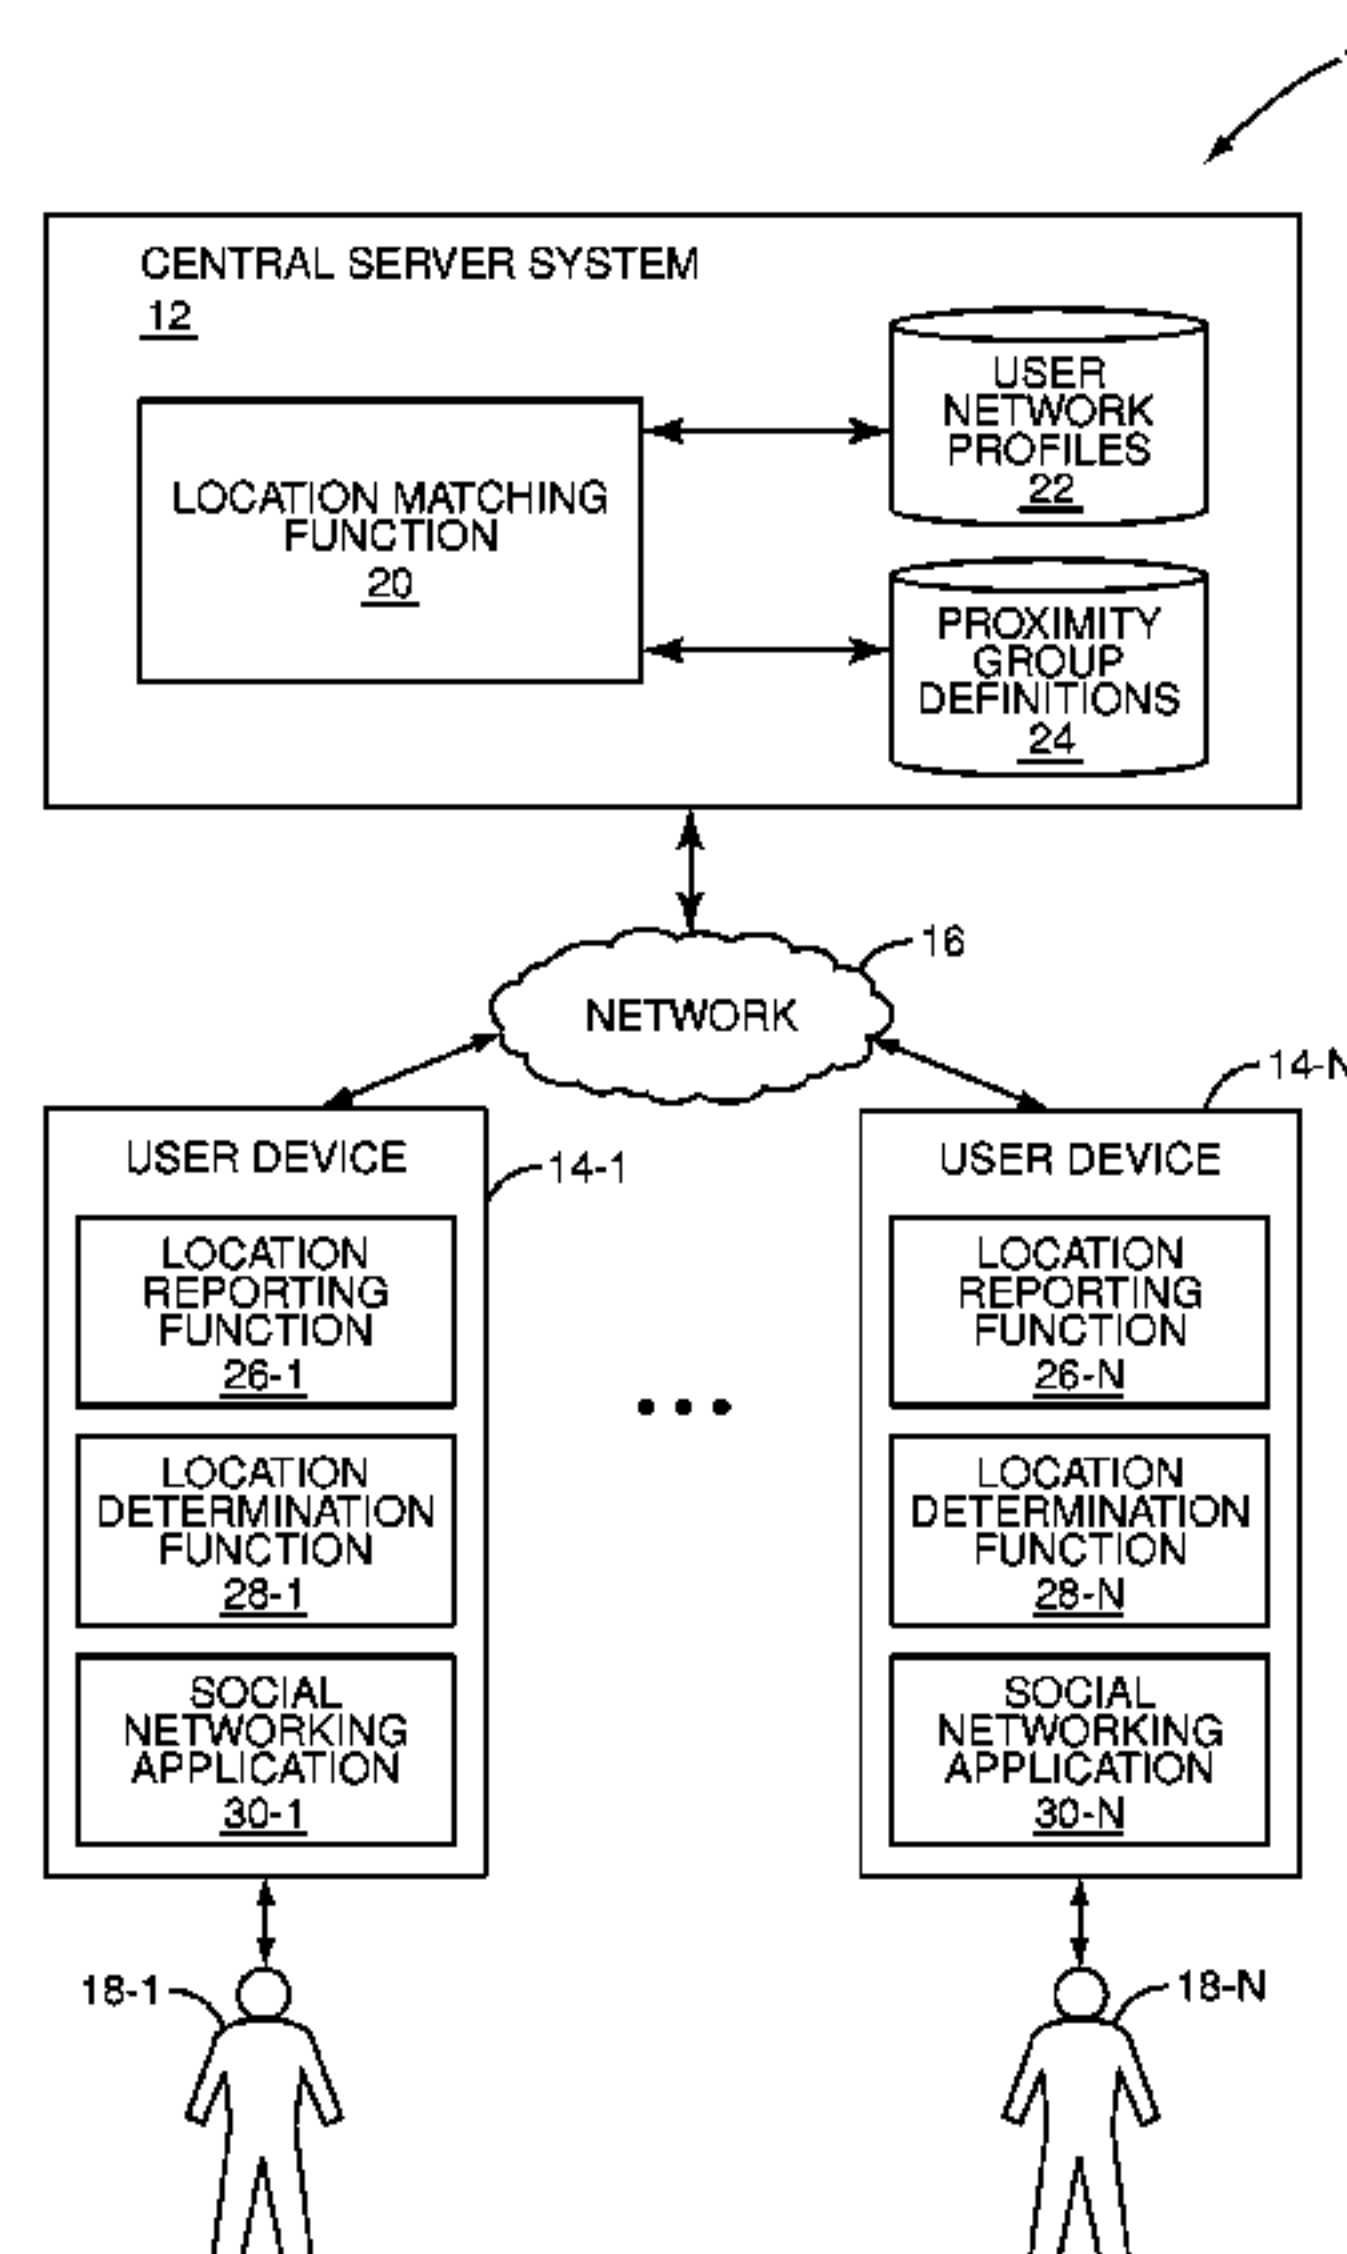 CENTRAL SERVER SYSTEM
12
USER
NETWORK
PROFILES
22
LOCATION MATCHING
FUNCTION
20
PROXIMITY
GROUP
DEFINITIONS
24
16
NETWORK
14-N
USER DEVICE
14-1
LOCATION
REPORTING
FUNCTION
26-1
LOCATION
DETERMINATION
FUNCTION
28-1
SOCIAL
NETWORKING
APPLICATION
30-1
USER DEVICE
LOCATION
REPORTING
FUNCTION
26-N
LOCATION
DETERMINATION
FUNCTION
28-N
SOCIAL
NETWORKING
APPLICATION
30-N
18-1
18-N